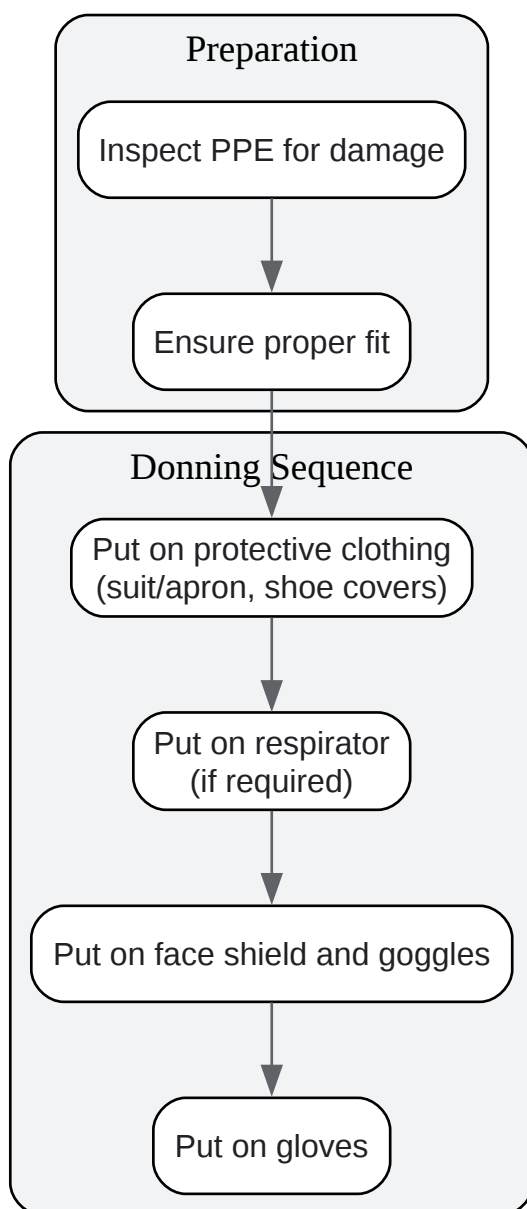 Preparation
Inspect PPE for damage
Ensure proper fit
Donning Sequence
Put on protective clothing
(suit/apron, shoe covers)
Put on respirator
(if required)
Put on face shield and goggles
Put on gloves